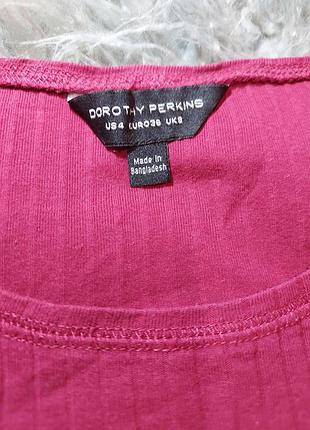 DOROTHY PERKINS
US4 EURO36 UK8
Made in
Bangladesh